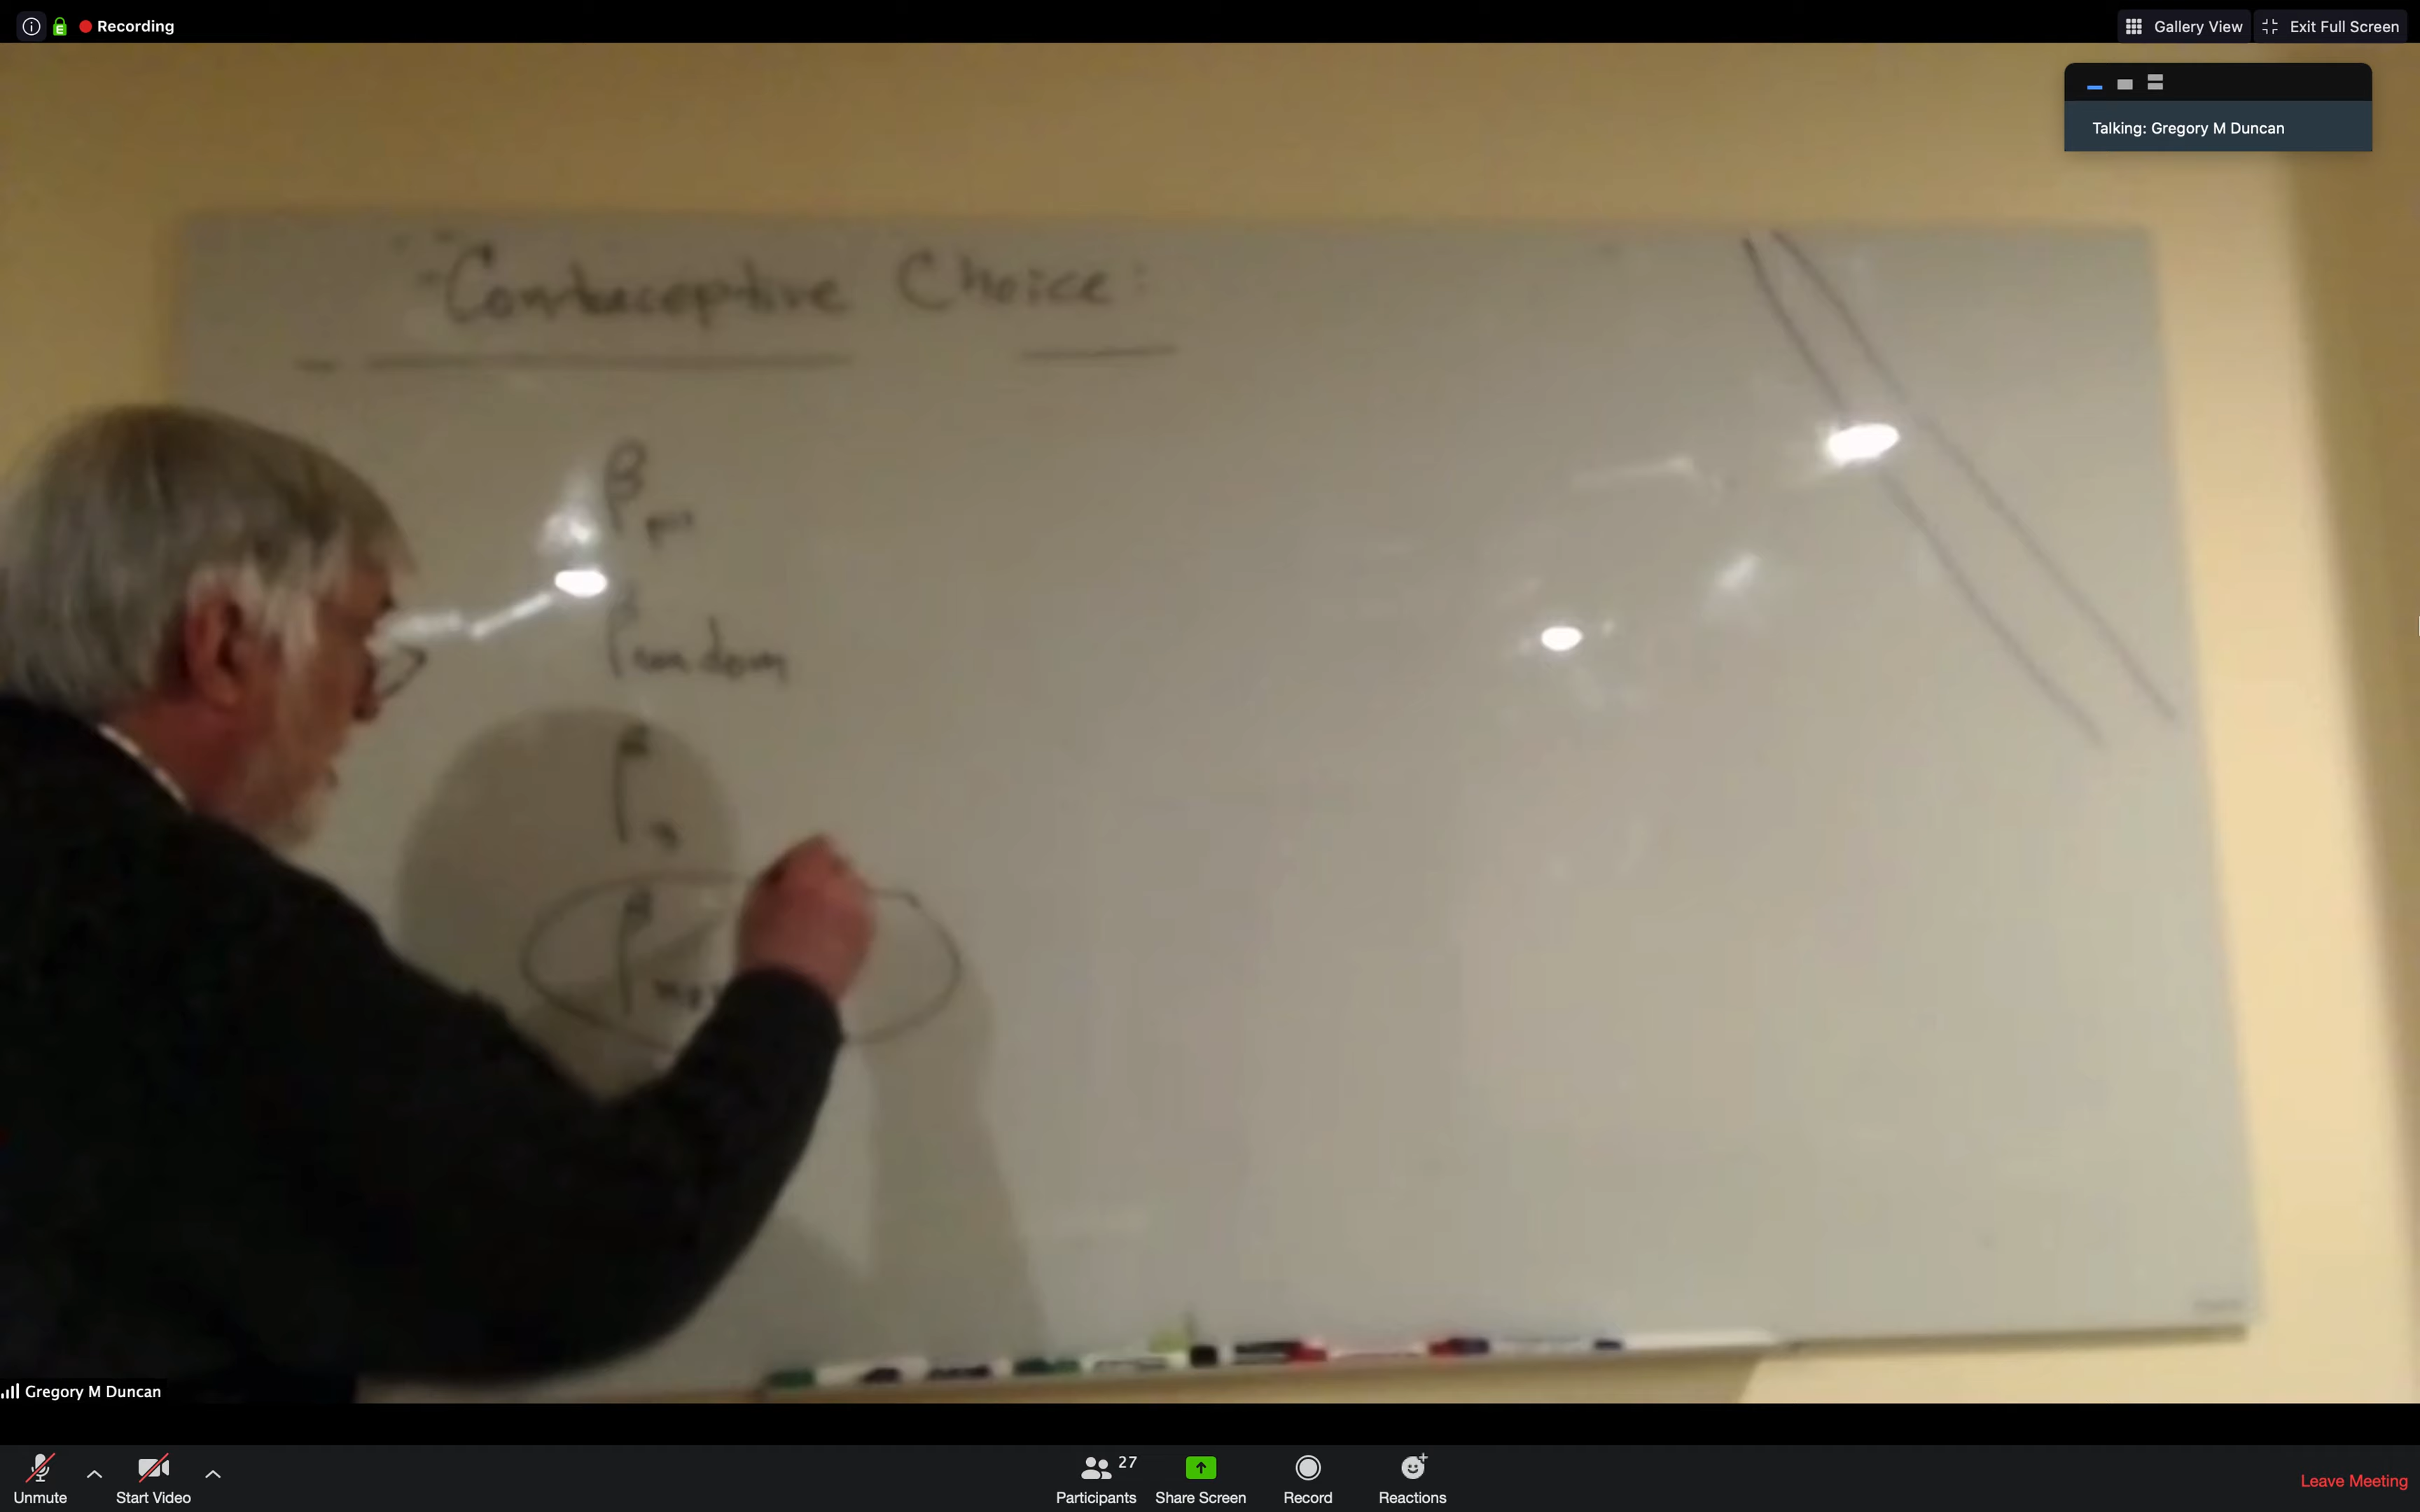 Recording
Gallery View
Exit Full Screen
Talking: Gregory M Duncan
Contraceptive Choice:
β
β
β
Gregory M Duncan
Unmute
Start Video
27
Participants
Share Screen
Record
Reactions
Leave Meeting